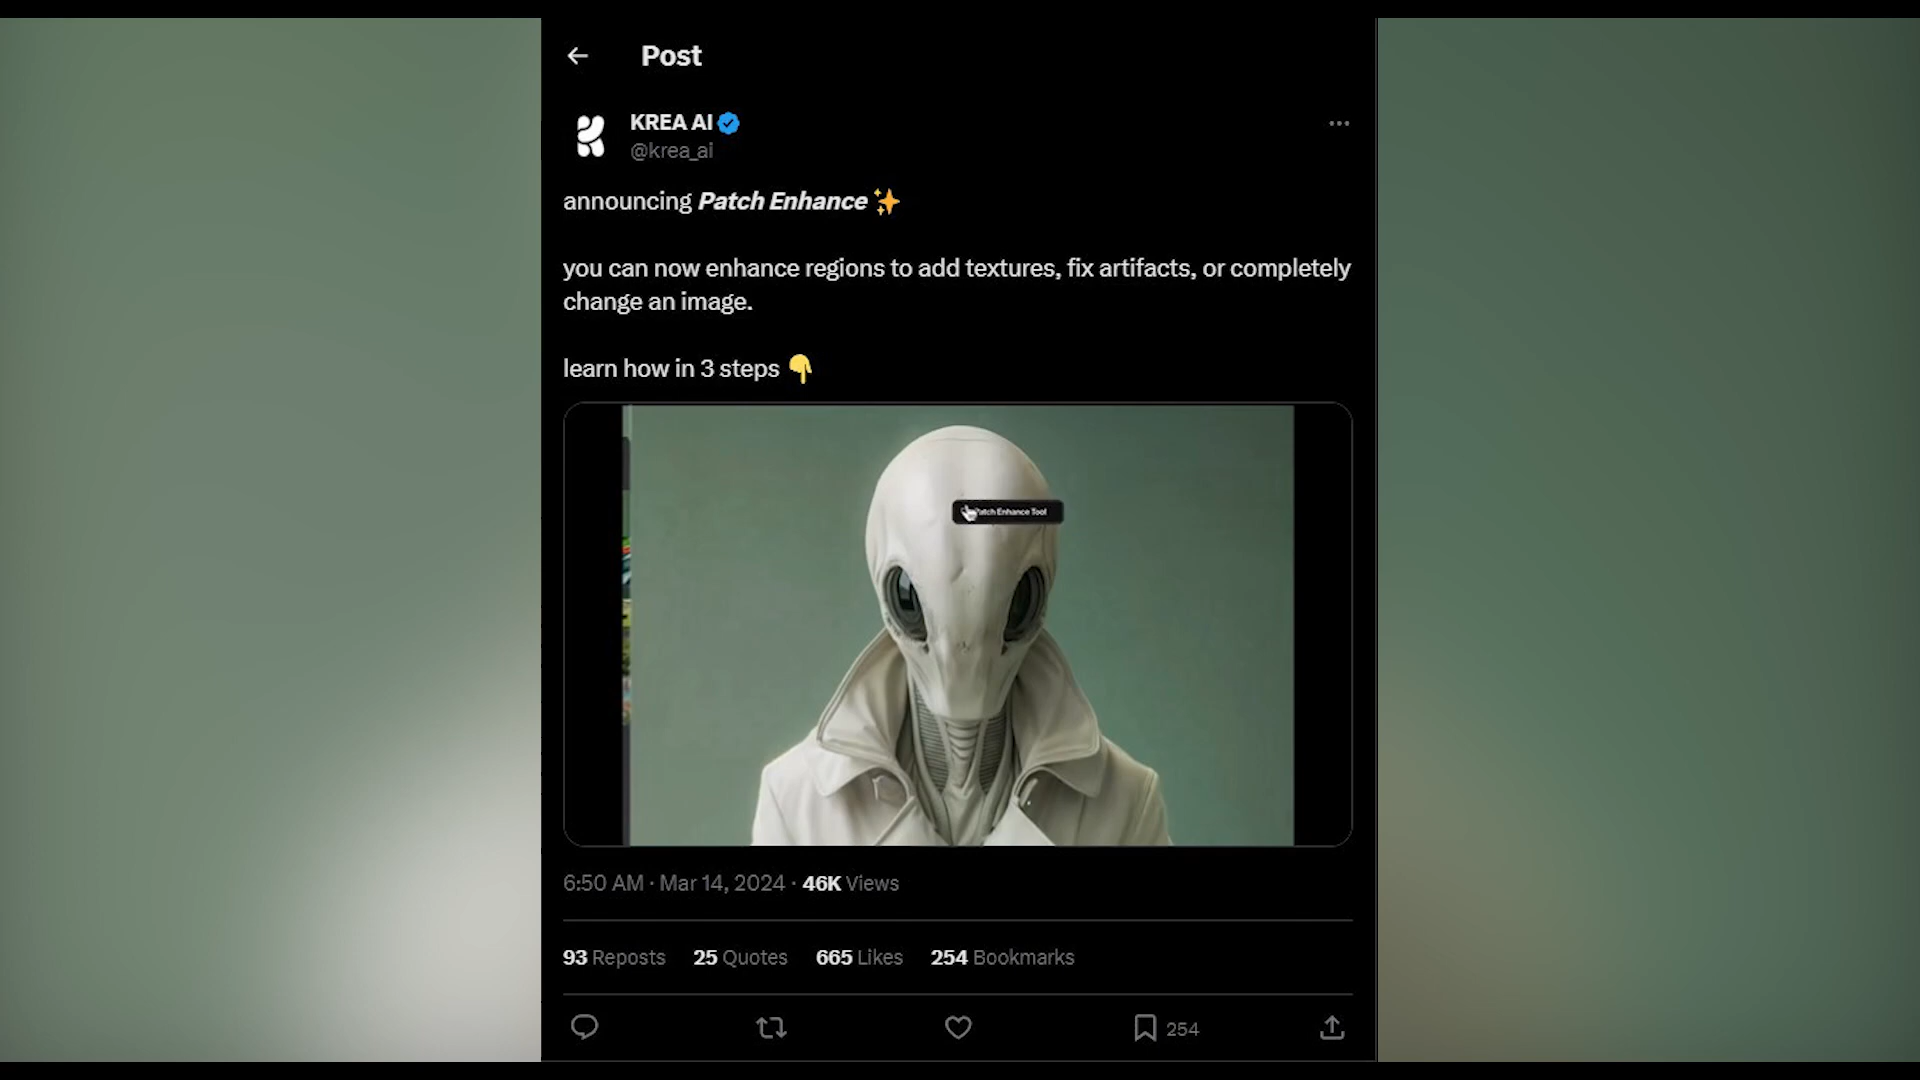 Post
KREA AI
@krea_ai
announcing Patch Enhance ✨
you can now enhance regions to add textures, fix artifacts, or completely
change an image.
learn how in 3 steps 👇
Patch Enhance Tool
6:50 AM · Mar 14, 2024 · 46K Views
93 Reposts 25 Quotes 665 Likes 254 Bookmarks
254